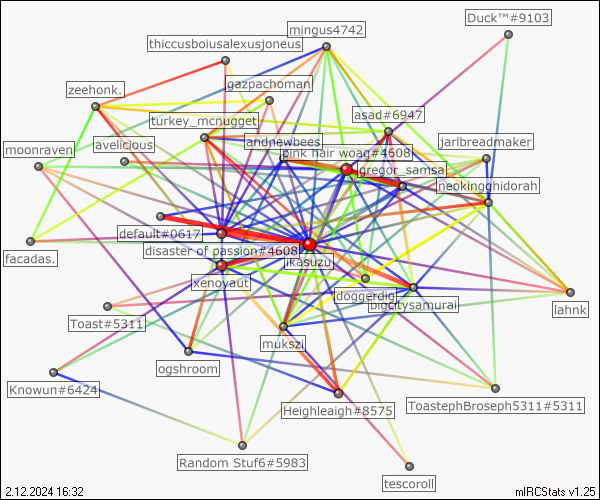 Duck™#9103
mingus4742
thiccusboiusalexusjoneus
gazpachoman
zeehonk.
asad#6947
turkey_mcnugget
andnewbees
jarlbreadmaker
avelicious
moonraven
pink hair woag#4608
gregor_samsa
neokingghidorah
default#0617
disaster of passion#4608
facadas.
ikasuzu
xenovaut
doggerdig
bigcitysamurai
lahnk
Toast#5311
mukszi
ogshroom
Knowun#6424
Heighleaigh#8575
ToastephBroseph5311#5311
Random Stuf6#5983
tescoroll
2.12.2024 16:32
mIRCStats v1.25